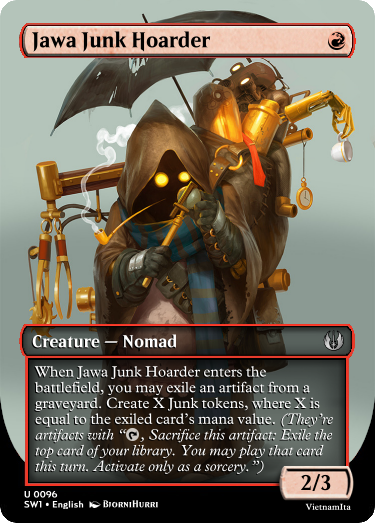 Jawa Junk Hoarder
Creature — Nomad
When Jawa Junk Hoarder enters the
battlefield, you may exile an artifact from a
graveyard. Create X Junk tokens, where X is
equal to the exiled card's mana value. (They're
artifacts with “, Sacrifice this artifact: Exile the
top card of your library. You may play that card
this turn. Activate only as a sorcery.”)
2/3
U 0096
SW1 • English BiorniHurri
VietnamIta